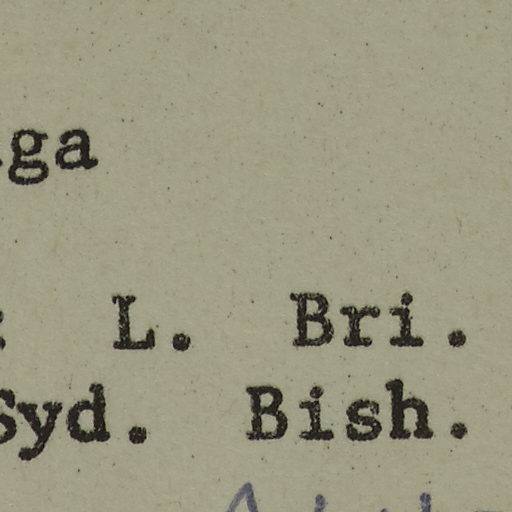 ga
L. Bri.
Syd. Bish.